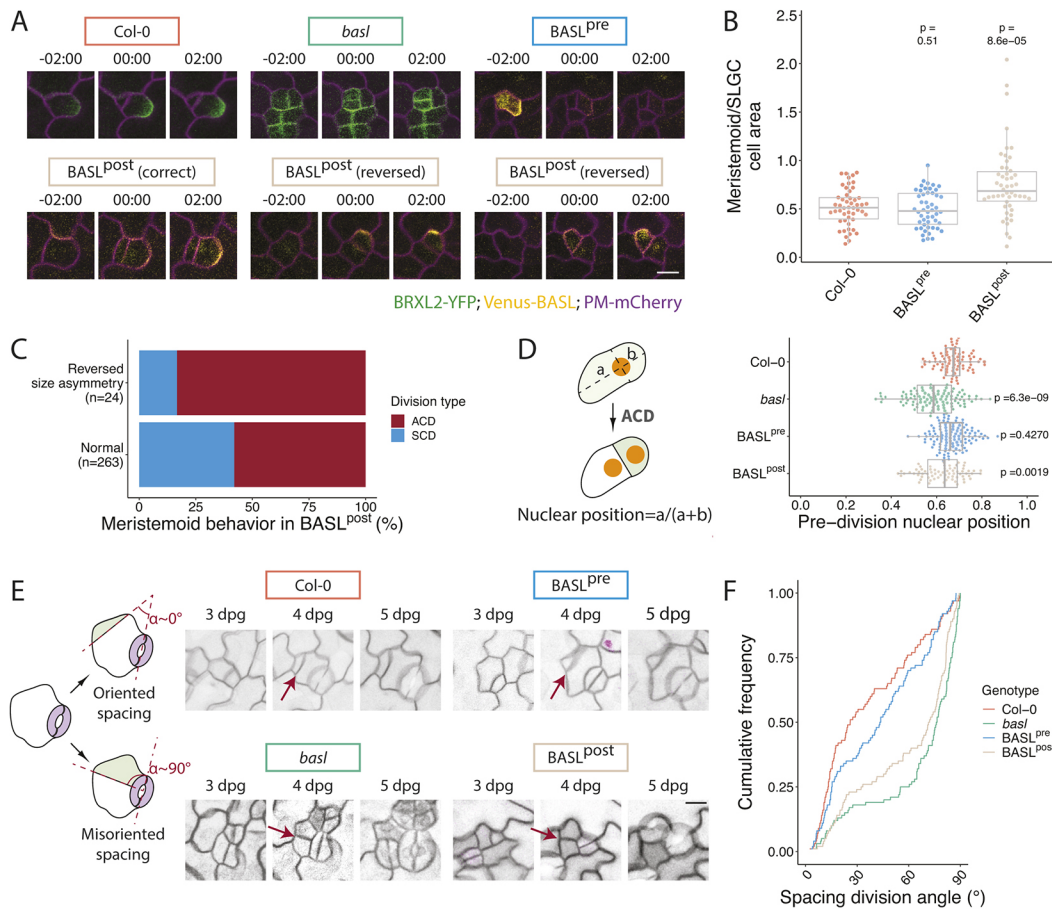 A
Col-0
basl
BASLpre
-02:00 00:00 02:00
-02:00 00:00 02:00
-02:00 00:00 02:00
BASLpost (correct)
BASLpost (reversed)
BASLpost (reversed)
-02:00 00:00 02:00
-02:00 00:00 02:00
-02:00 00:00 02:00
BRXL2-YFP; Venus-BASL; PM-mCherry
B
p =
0.51
p =
8.6e-05
Meristemoid/SLGC
cell area
2.5
2.0
1.5
1.0
0.5
0.0
Col-0
BASLpre
BASLpost
C
Reversed
size asymmetry
(n=24)
Normal
(n=263)
Division type
ACD
SCD
0 25 50 75 100
Meristemoid behavior in BASLpost (%)
D
a
b
ACD
Nuclear position=a/(a+b)
Col-0
basl
BASLpre
BASLpost
p =6.3e-09
p =0.4270
p =0.0019
0.0 0.2 0.4 0.6 0.8 1.0
Pre-division nuclear position
E
α~0°
Oriented
spacing
α~90°
Misoriented
spacing
Col-0
BASLpre
3 dpg 4 dpg 5 dpg
3 dpg 4 dpg 5 dpg
basl
BASLpost
3 dpg 4 dpg 5 dpg
3 dpg 4 dpg 5 dpg
F
Cumulative frequency
1.00
0.75
0.50
0.25
0.00
0 30 60 90
Spacing division angle (°)
Genotype
Col-0
basl
BASLpre
BASLpos